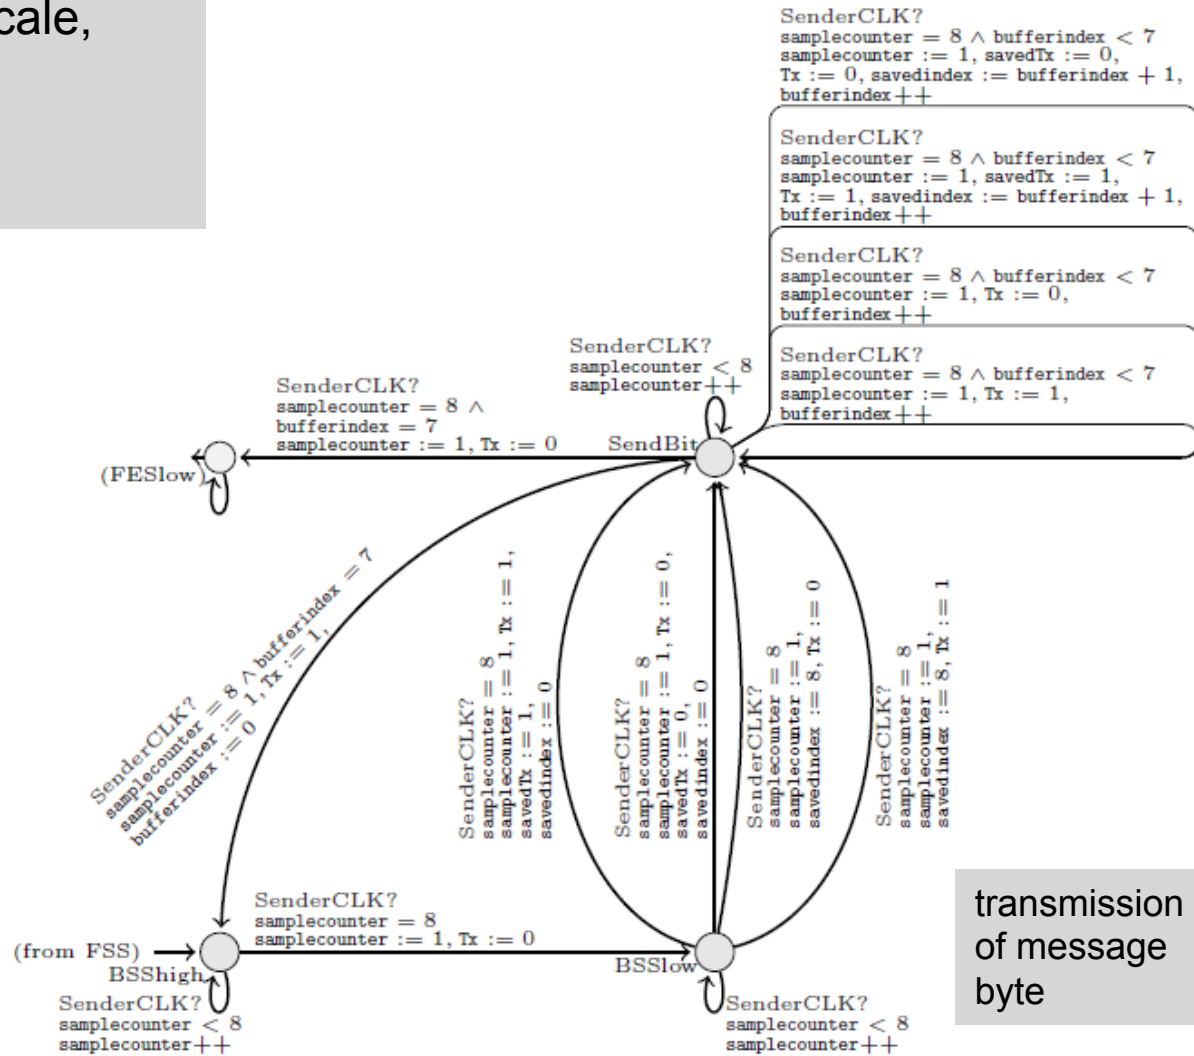 cale,
SenderCLK?
samplecounter = 8 ∧ bufferindex < 7
samplecounter := 1, savedTx := 0,
Tx := 0, savedindex := bufferindex + 1,
bufferindex++
SenderCLK?
samplecounter = 8 ∧ bufferindex < 7
samplecounter := 1, savedTx := 1,
Tx := 1, savedindex := bufferindex + 1,
bufferindex++
SenderCLK?
samplecounter = 8 ∧ bufferindex < 7
samplecounter := 1, Tx := 0,
bufferindex++
SenderCLK?
samplecounter = 8 ∧ bufferindex < 7
samplecounter := 1, Tx := 1,
bufferindex++
SenderCLK?
samplecounter < 8
samplecounter++
SenderCLK?
samplecounter = 8 ∧
bufferindex = 7
samplecounter := 1, Tx := 0
SendBit
(FESlow)
SenderCLK?
samplecounter = 8 ∧ bufferindex = 7
samplecounter := 1, Tx := 1,
bufferindex := 0
SenderCLK?
samplecounter = 8
samplecounter := 1, Tx := 1,
savedTx := 1,
savedindex := 0
SenderCLK?
samplecounter = 8
samplecounter := 1, Tx := 0,
savedTx := 0,
savedindex := 0
SenderCLK?
samplecounter = 8
samplecounter := 1,
savedindex := 8, Tx := 0
SenderCLK?
samplecounter = 8
samplecounter := 1,
savedindex := 8, Tx := 1
SenderCLK?
samplecounter = 8
samplecounter := 1, Tx := 0
(from FSS)
BSShigh
BSSlow
SenderCLK?
samplecounter < 8
samplecounter++
SenderCLK?
samplecounter < 8
samplecounter++
transmission
of message
byte